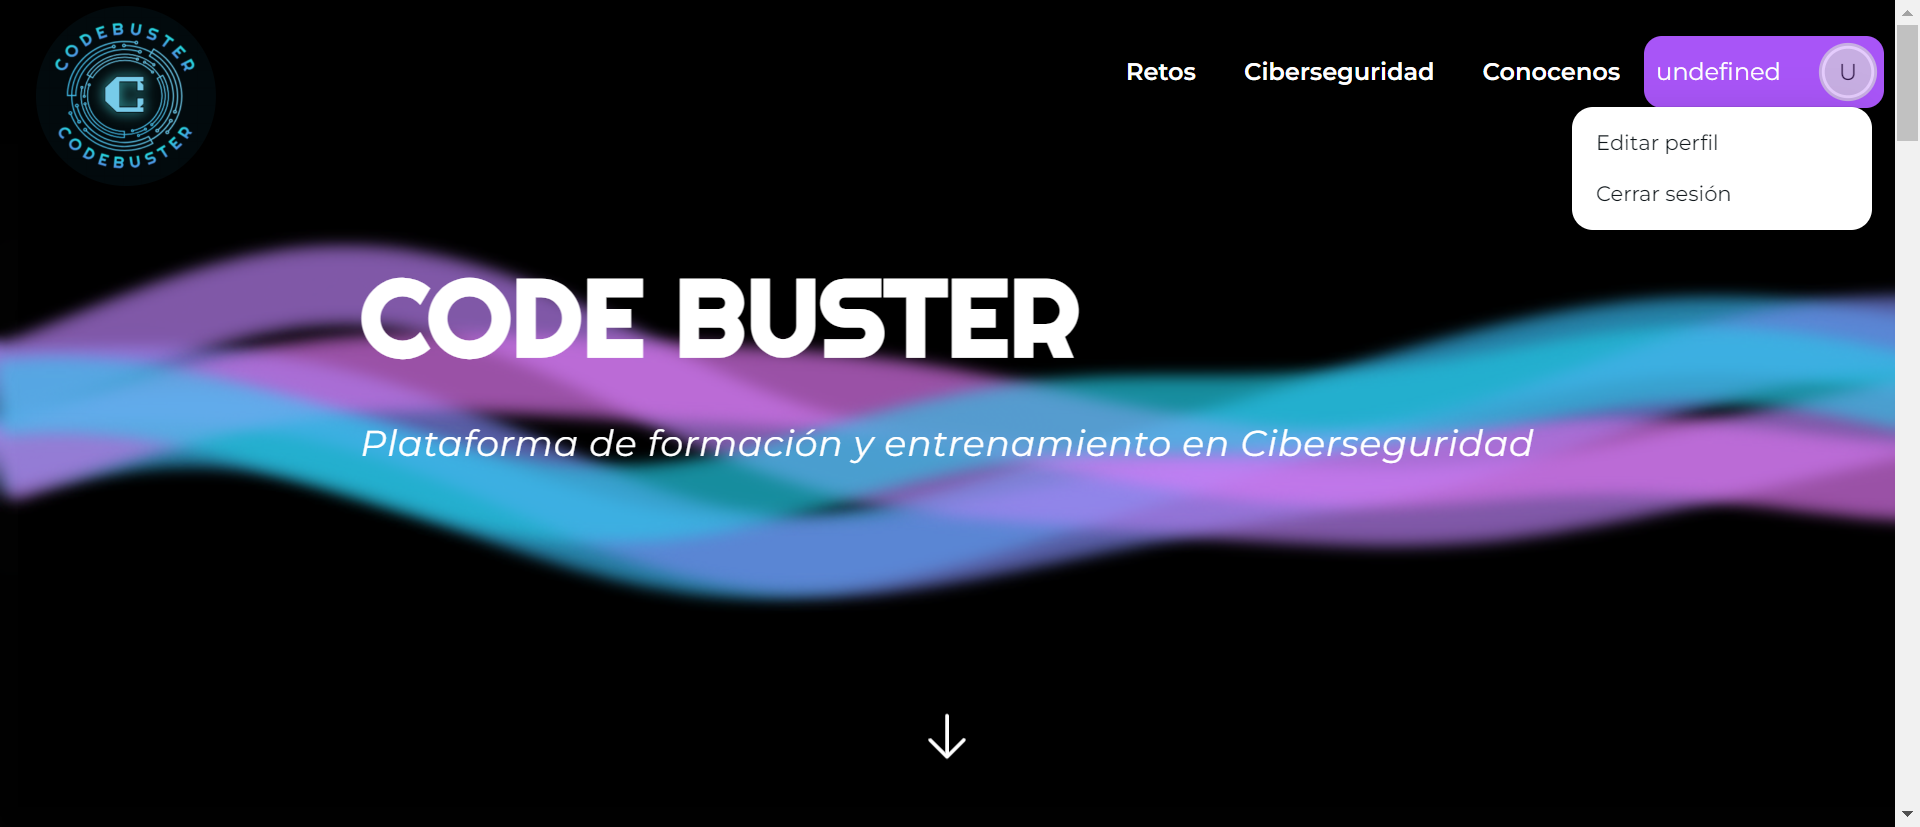 CODEBUSTER
C
CODEBUSTER
Retos
Ciberseguridad
Conocenos
undefined
U
Editar perfil
Cerrar sesión
CODE BUSTER
Plataforma de formación y entrenamiento en Ciberseguridad